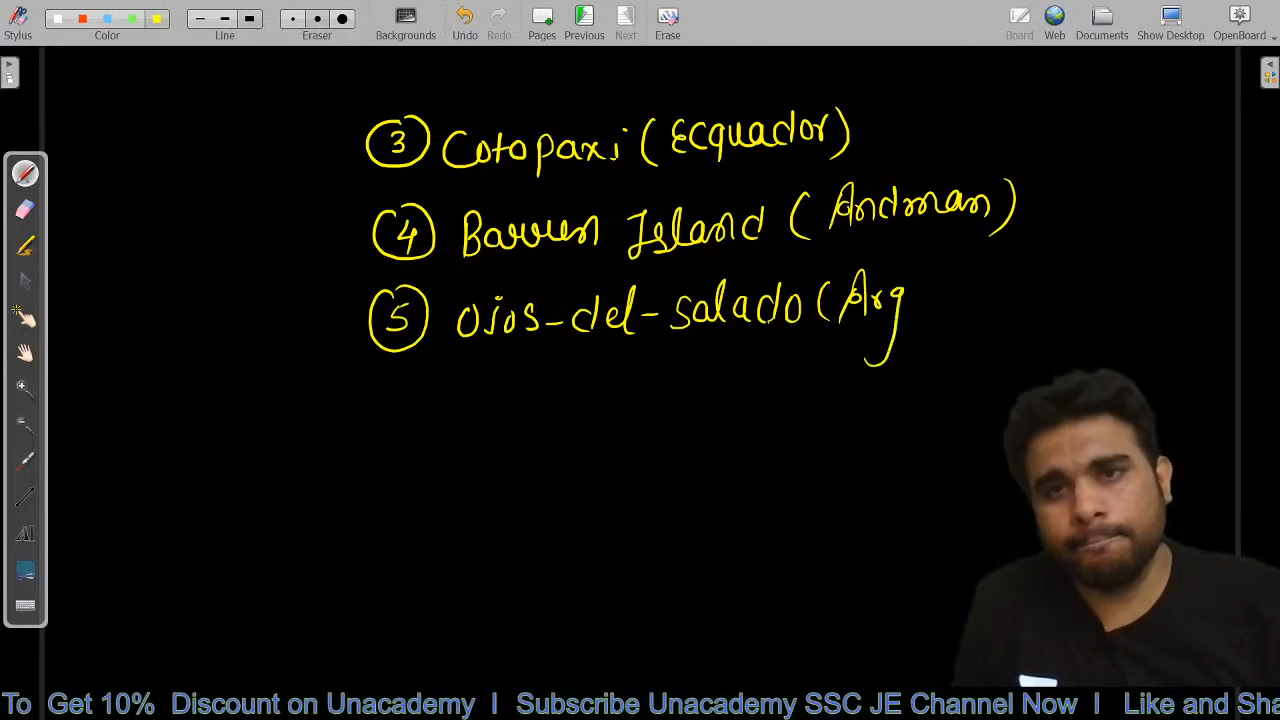 Stylus Color Line Eraser Backgrounds Undo Redo Pages Previous Next Erase Board Web Documents Show Desktop OpenBoard
3 Cotopaxi (Ecquador)
4 Barren Island (Andman)
5 Ojos-del-salado (Arg
To Get 10% Discount on Unacademy I Subscribe Unacademy SSC JE Channel Now I Like and Sha